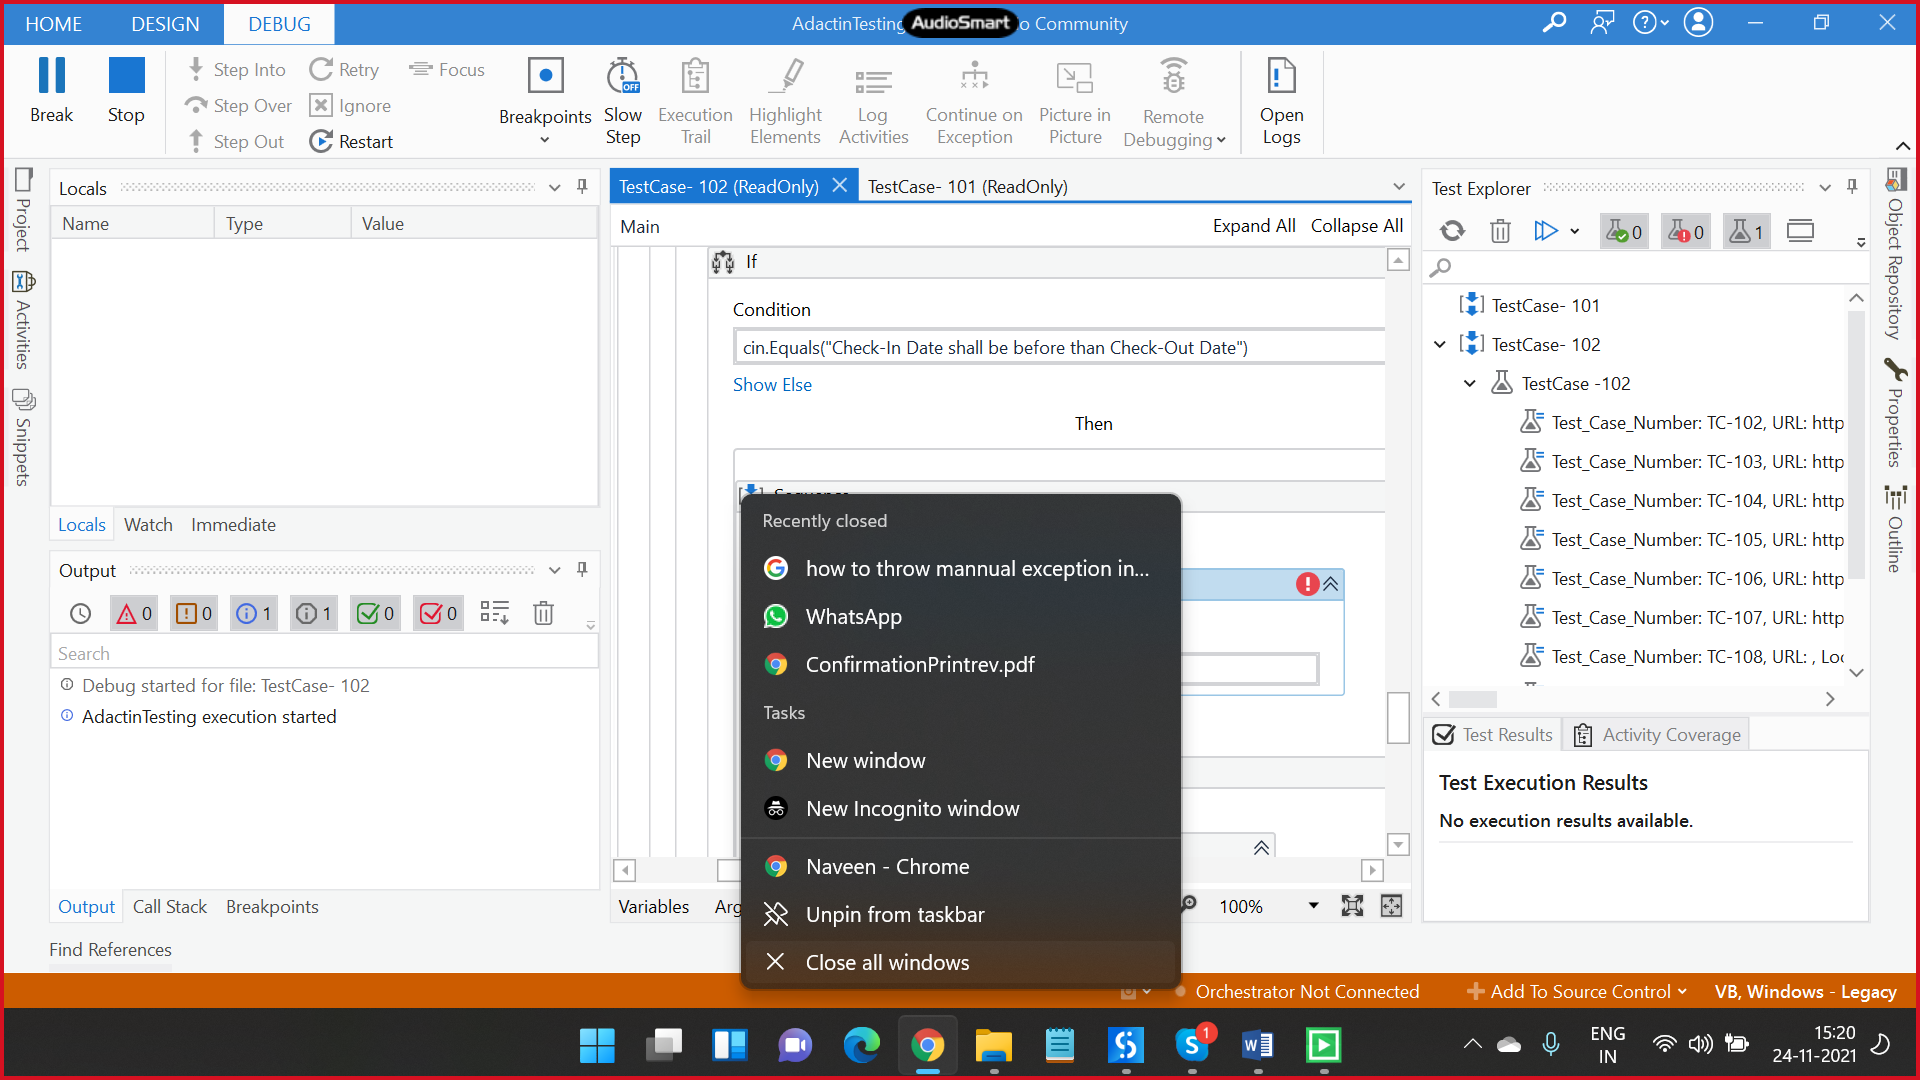 HOME DESIGN DEBUG
AdactinTesting AudioSmart o Community
Break
Stop
Step Into
Step Over
Step Out
Retry
Ignore
Restart
Focus
Breakpoints
Slow
Step
Execution
Trail
Highlight
Elements
Log
Activities
Continue on
Exception
Picture in
Picture
Remote
Debugging
Open
Logs
Project
Activities
Snippets
Locals
Name Type Value
Locals Watch Immediate
Output
0 0 1 1 0 0
Search
Debug started for file: TestCase- 102
AdactinTesting execution started
Output Call Stack Breakpoints
Find References
TestCase- 102 (ReadOnly) TestCase- 101 (ReadOnly)
Main Expand All Collapse All
If
Condition
cin.Equals("Check-In Date shall be before than Check-Out Date")
Show Else
Then
Sequence
Recently closed
how to throw mannual exception in...
WhatsApp
ConfirmationPrintrev.pdf
Tasks
New window
New Incognito window
Naveen - Chrome
Unpin from taskbar
Close all windows
Variables Arg 100%
Test Explorer
0 0 1
TestCase- 101
TestCase- 102
TestCase -102
Test_Case_Number: TC-102, URL: http
Test_Case_Number: TC-103, URL: http
Test_Case_Number: TC-104, URL: http
Test_Case_Number: TC-105, URL: http
Test_Case_Number: TC-106, URL: http
Test_Case_Number: TC-107, URL: http
Test_Case_Number: TC-108, URL: , Loc
Test Results Activity Coverage
Test Execution Results
No execution results available.
Object Repository
Properties
Outline
Orchestrator Not Connected Add To Source Control VB, Windows - Legacy
OFF
1
ENG
IN
15:20
24-11-2021